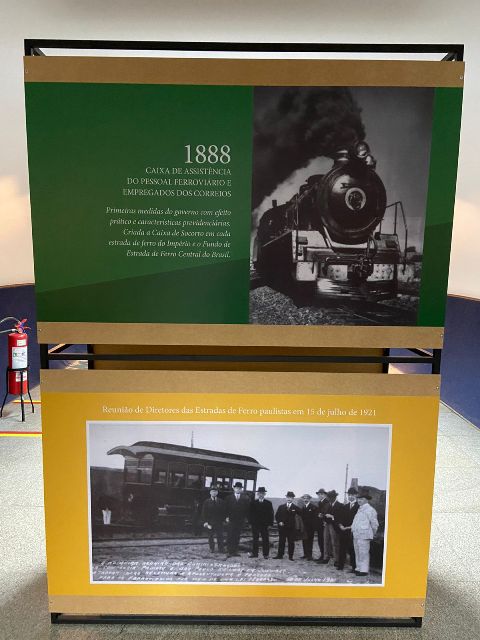 1888
CAIXA DE ASSISTÊNCIA
DO PESSOAL FERROVIÁRIO E
EMPREGADOS DOS CORREIOS
Primeiras medidas do governo com efeito
prático e características previdenciárias.
Criada a Caixa de Socorro em cada
estrada de ferro do Império e o Fundo de
Estrada de Ferro Central do Brasil.
Reunião de Diretores das Estradas de Ferro paulistas em 15 de julho de 1921